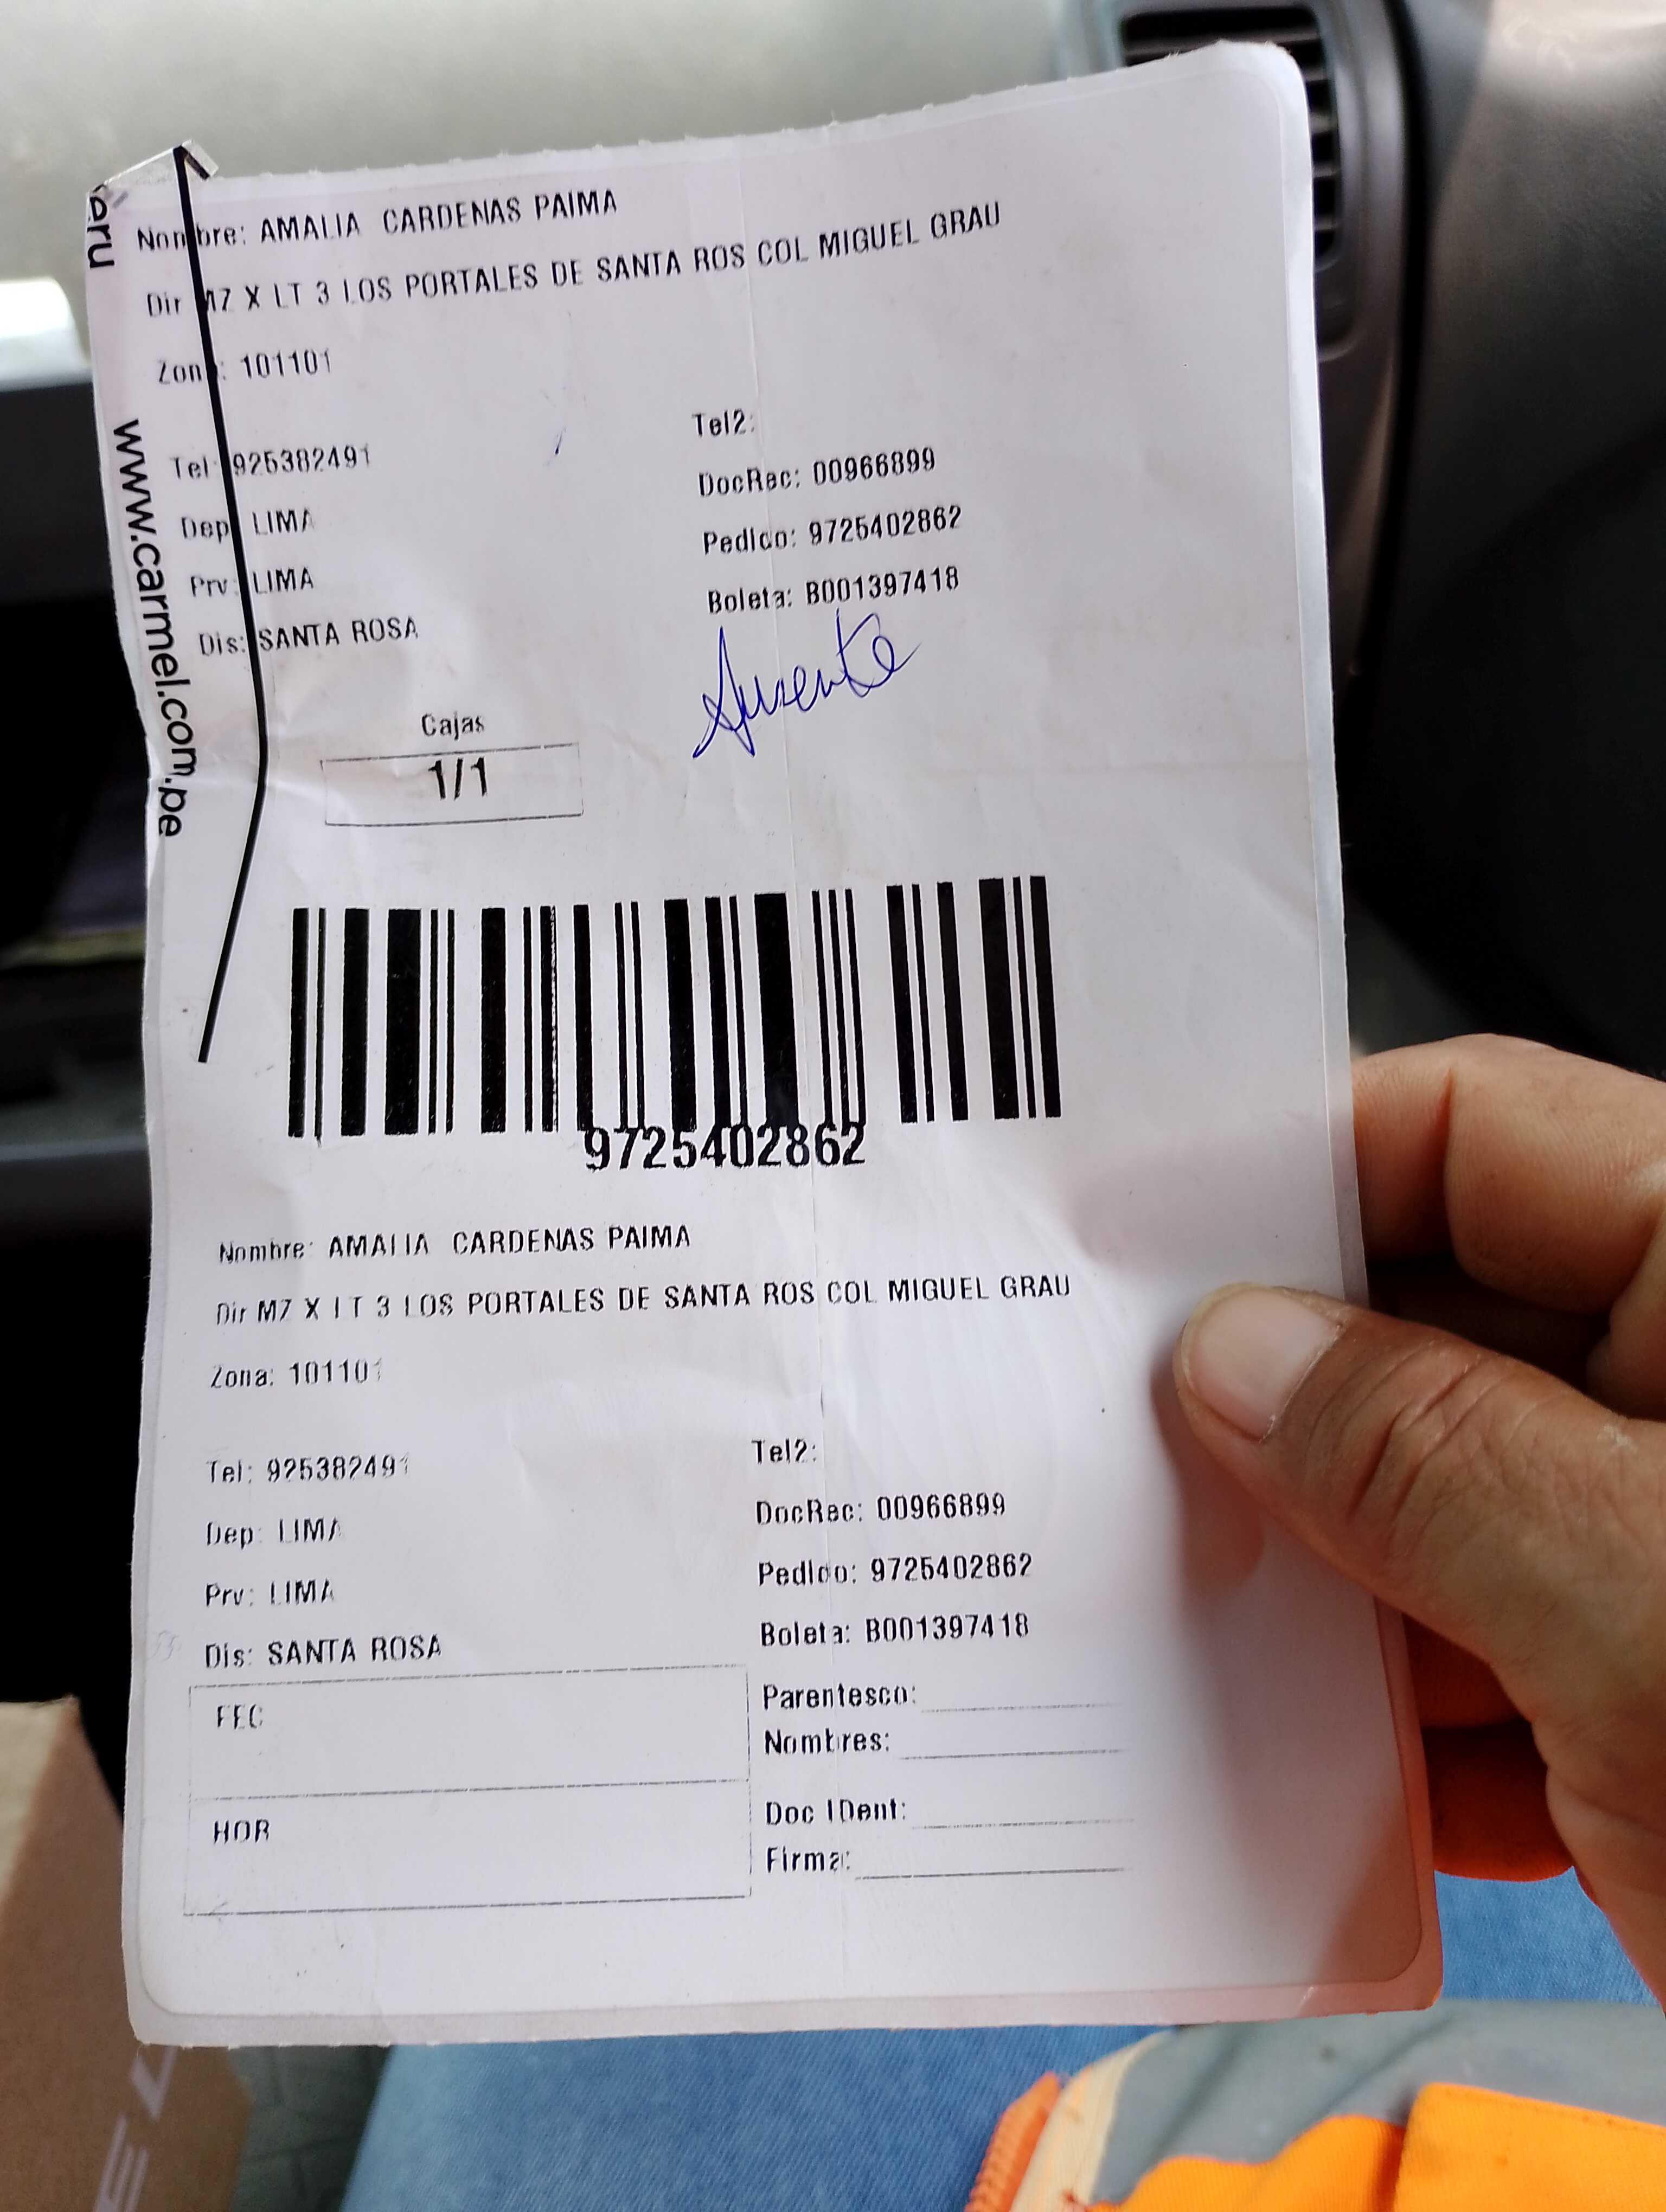 eru
www.carmel.com.pe
Nombre: AMALIA CARDENAS PAIMA
Dir MZ X LT 3 LOS PORTALES DE SANTA ROS COL MIGUEL GRAU
Zona: 101101
Tel: 925382491
Tel2:
DocRec: 00966899
Dep: LIMA
Pedido: 9725402862
Prv: LIMA
Boleta: B001397418
Dis: SANTA ROSA
Ausente
Cajas
1/1
9725402862
Nombre: AMALIA CARDENAS PAIMA
Dir MZ X LT 3 LOS PORTALES DE SANTA ROS COL MIGUEL GRAU
Zona: 101101
Tel: 925382491
Tel2:
DocRec: 00966899
Dep: LIMA
Pedido: 9725402862
Prv: LIMA
Boleta: B001397418
Dis: SANTA ROSA
FEC
Parentesco:
Nombres:
HOR
Doc IDent:
Firma: